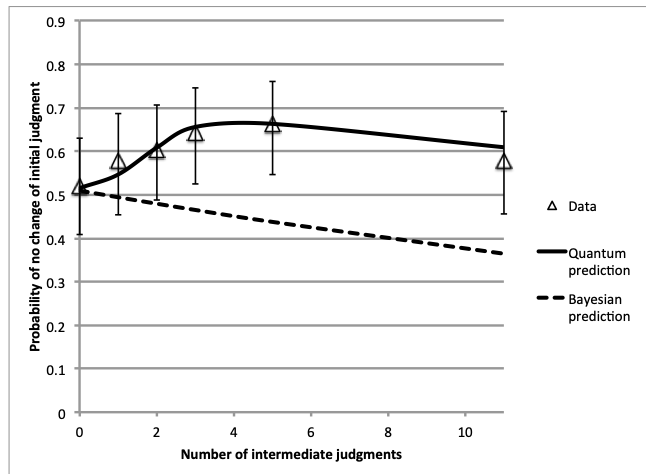 0.9
0.8
0.7
0.6
0.5
0.4
0.3
0.2
0.1
0
0 2 4 6 8 10
Probability of no change of initial judgment
Number of intermediate judgments
Data
Quantum
prediction
Bayesian
prediction